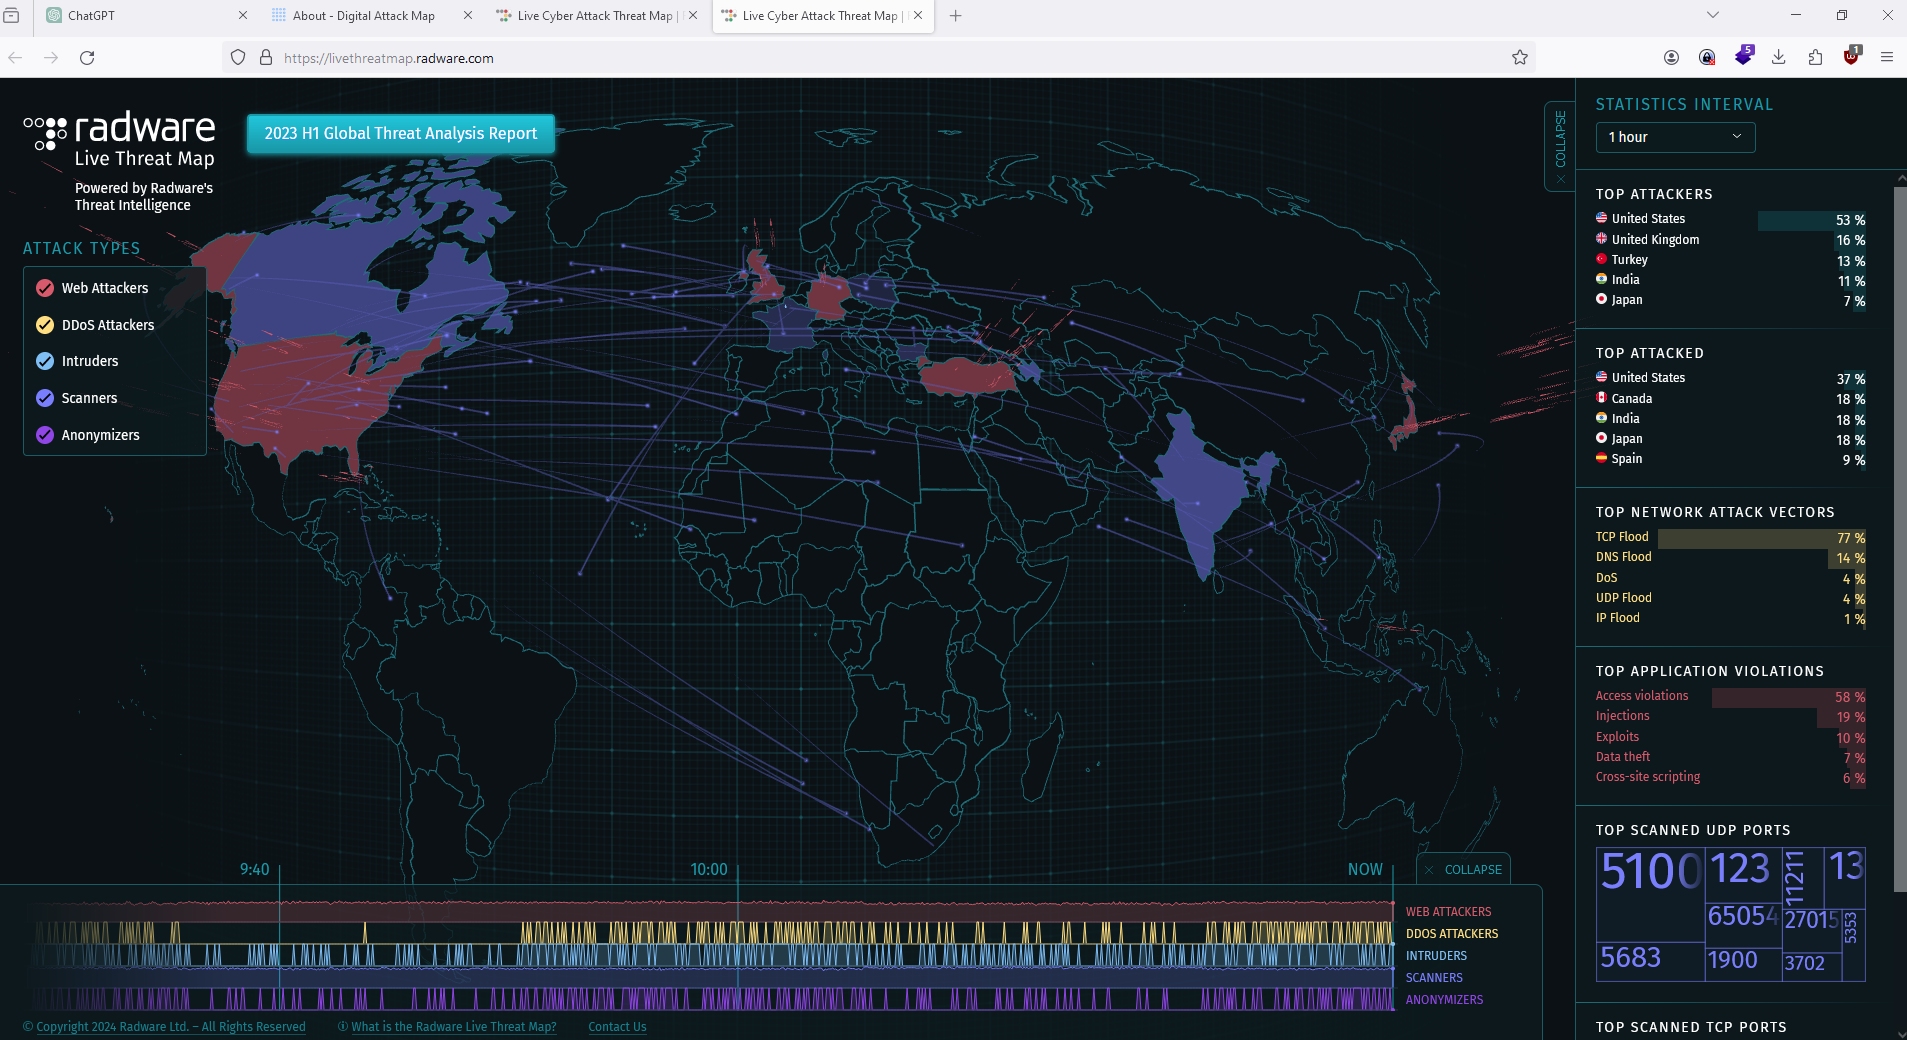 ChatGPT
About - Digital Attack Map
Live Cyber Attack Threat Map |
Live Cyber Attack Threat Map |
https://livethreatmap.radware.com
5
1
radware
Live Threat Map
Powered by Radware's
Threat Intelligence
2023 H1 Global Threat Analysis Report
ATTACK TYPES
Web Attackers
DDoS Attackers
Intruders
Scanners
Anonymizers
COLLAPSE
STATISTICS INTERVAL
1 hour
TOP ATTACKERS
United States 53 %
United Kingdom 16 %
Turkey 13 %
India 11 %
Japan 7 %
TOP ATTACKED
United States 37 %
Canada 18 %
India 18 %
Japan 18 %
Spain 9 %
TOP NETWORK ATTACK VECTORS
TCP Flood 77 %
DNS Flood 14 %
DoS 4 %
UDP Flood 4 %
IP Flood 1 %
TOP APPLICATION VIOLATIONS
Access violations 58 %
Injections 19 %
Exploits 10 %
Data theft 7 %
Cross-site scripting 6 %
TOP SCANNED UDP PORTS
5100 123 11211 13
65054 27015 5353
5683 1900 3702
TOP SCANNED TCP PORTS
9:40 10:00 NOW
COLLAPSE
WEB ATTACKERS
DDOS ATTACKERS
INTRUDERS
SCANNERS
ANONYMIZERS
© Copyright 2024 Radware Ltd. – All Rights Reserved What is the Radware Live Threat Map? Contact Us